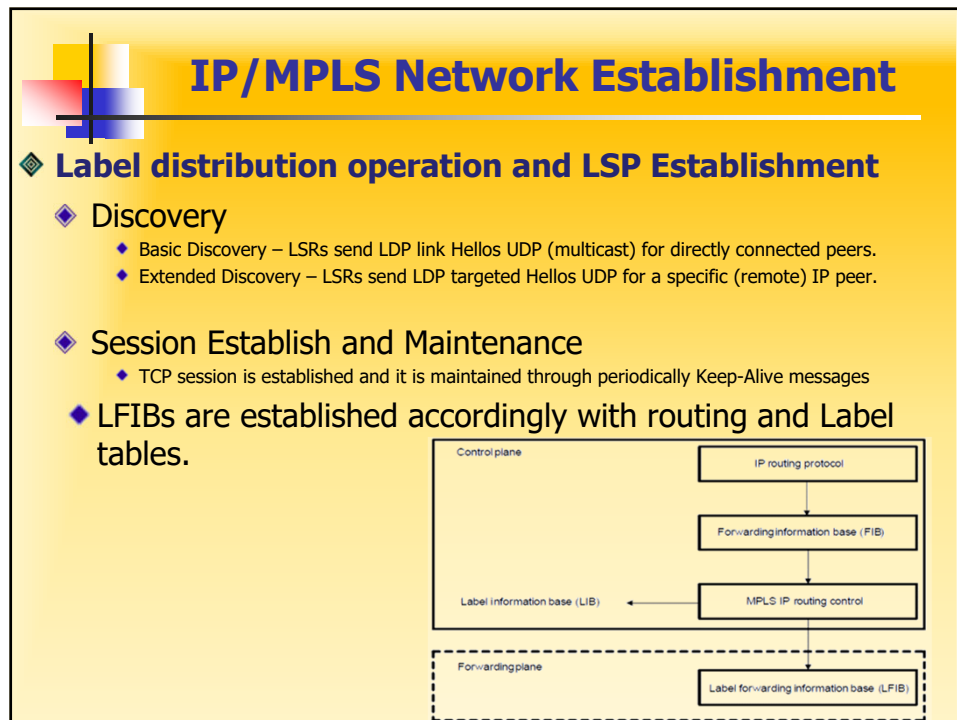 IP/MPLS Network Establishment
Label distribution operation and LSP Establishment
Discovery
Basic Discovery – LSRs send LDP link Hellos UDP (multicast) for directly connected peers.
Extended Discovery – LSRs send LDP targeted Hellos UDP for a specific (remote) IP peer.
Session Establish and Maintenance
TCP session is established and it is maintained through periodically Keep-Alive messages
LFIBs are established accordingly with routing and Label
tables.
Control plane
IP routing protocol
Forwarding information base (FIB)
Label information base (LIB)
MPLS IP routing control
Forwarding plane
Label forwarding information base (LFIB)